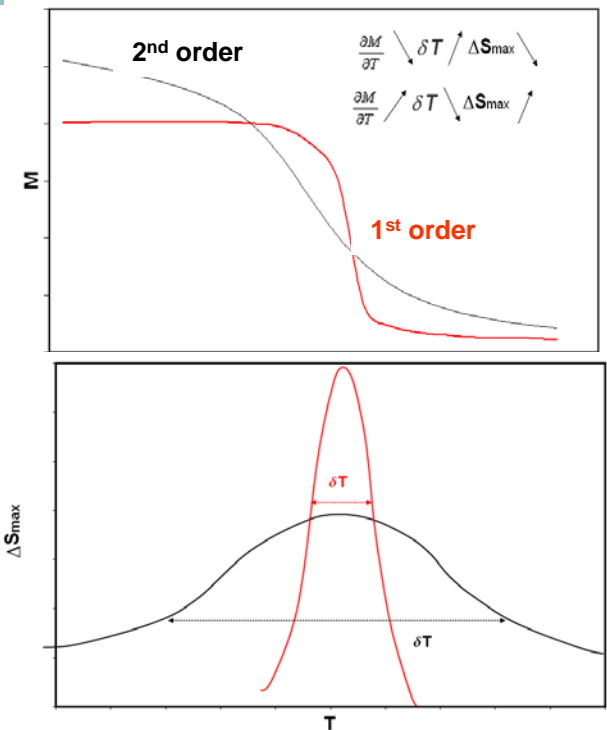 2nd order
∂M/∂T ↘ δT ↗ ΔSmax ↘
∂M/∂T ↗ δT ↘ ΔSmax ↗
M
1st order
δT
ΔSmax
δT
T